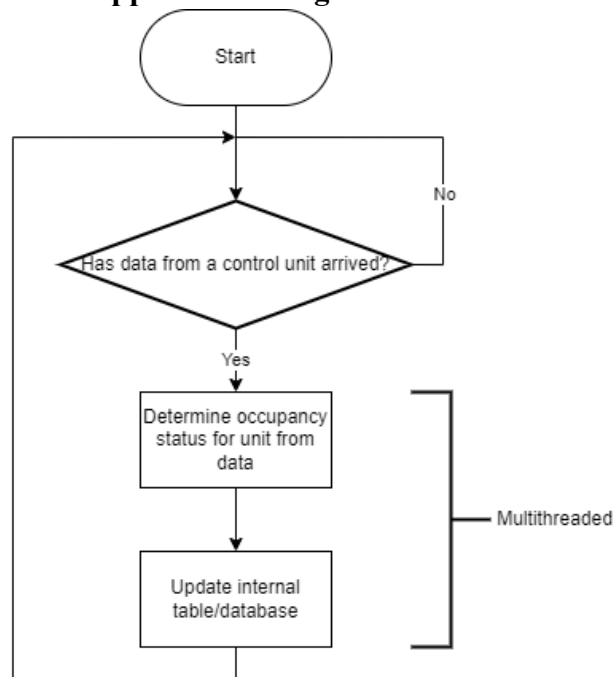 Start
No
Has data from a control unit arrived?
Yes
Determine occupancy
status for unit from
data
Multithreaded
Update internal
table/database